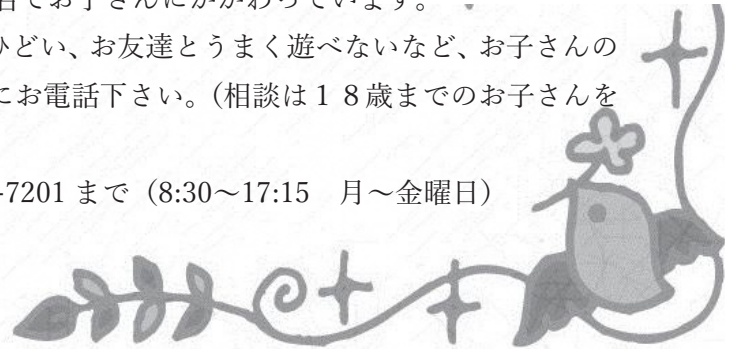 でお子さんにかかわっています。
ひどい、お友達とうまく遊べないなど、お子さんの
にお電話下さい。(相談は１８歳までのお子さんを
-7201 まで（8:30～17:15　月～金曜日）